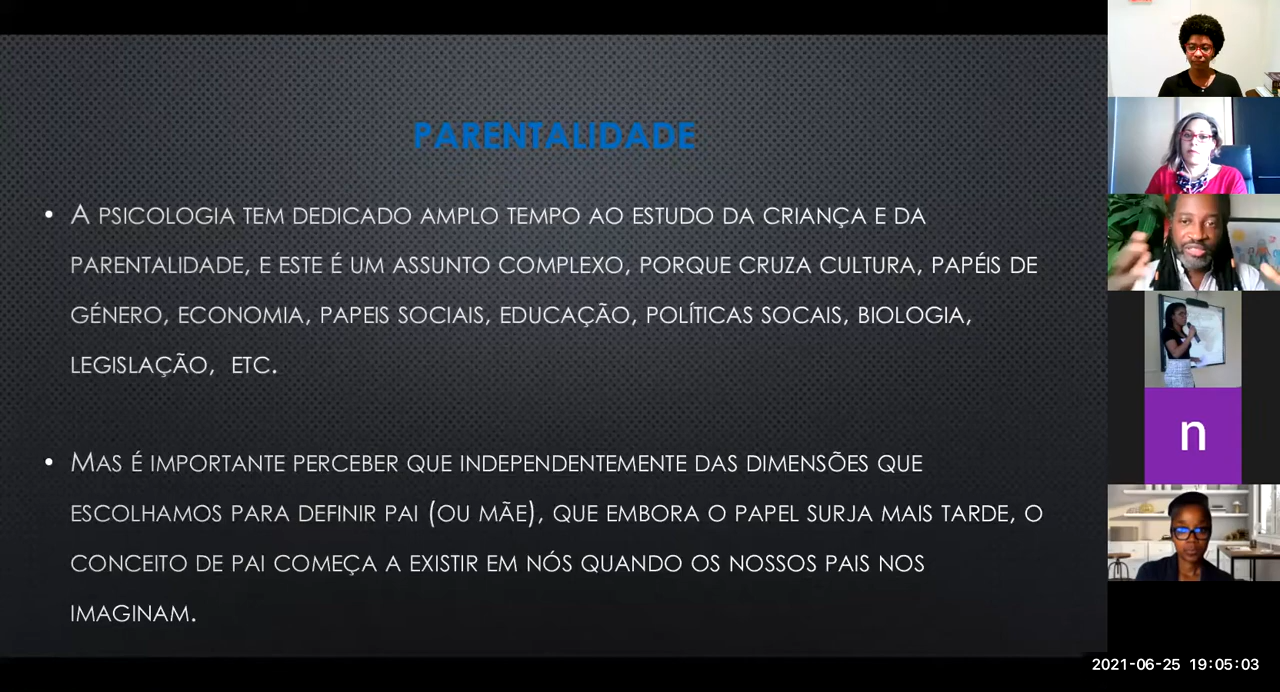 PARENTALIDADE
• A PSICOLOGIA TEM DEDICADO AMPLO TEMPO AO ESTUDO DA CRIANÇA E DA
PARENTALIDADE, E ESTE É UM ASSUNTO COMPLEXO, PORQUE CRUZA CULTURA, PAPÉIS DE
GÉNERO, ECONOMIA, PAPEIS SOCIAIS, EDUCAÇÃO, POLÍTICAS SOCAIS, BIOLOGIA,
LEGISLAÇÃO, ETC.
• MAS É IMPORTANTE PERCEBER QUE INDEPENDENTEMENTE DAS DIMENSÕES QUE
ESCOLHAMOS PARA DEFINIR PAI (OU MÃE), QUE EMBORA O PAPEL SURJA MAIS TARDE, O
CONCEITO DE PAI COMEÇA A EXISTIR EM NÓS QUANDO OS NOSSOS PAIS NOS
IMAGINAM.
n
2021-06-25 19:05:03